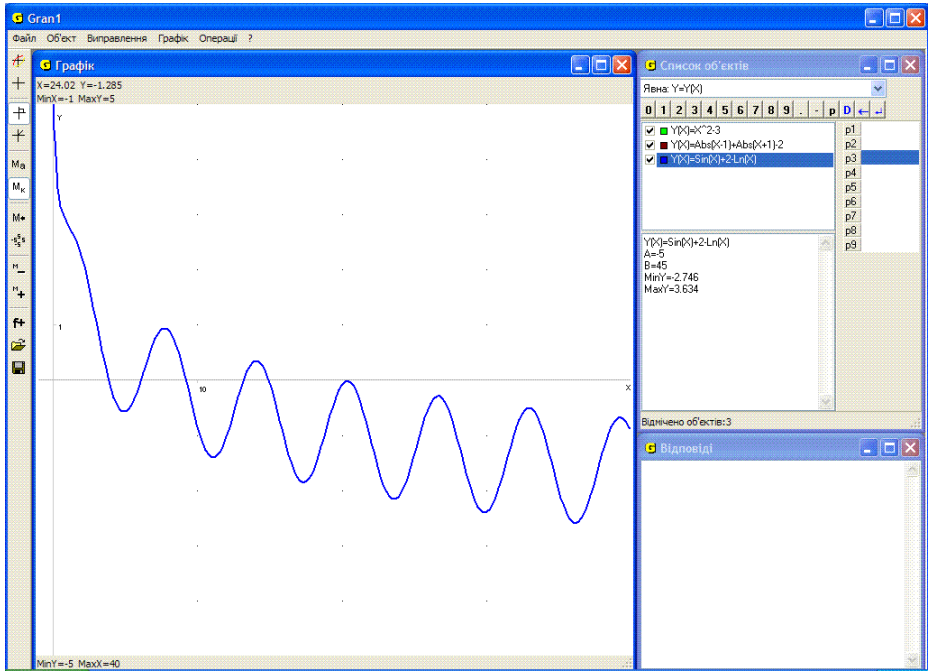 Gran1
Файл Об'єкт Виправлення Графік Операції ?
Графік
X=24.02 Y=-1.285
MinX=-1 MaxY=5
Y
1
10
X
MinY=-5 MaxX=40
Ma
Mк
M+
-s s s
M
M +
f+
Список об'єктів
Явна: Y=Y(X)
0 1 2 3 4 5 6 7 8 9 . - p D ← ↵
Y(X)=X^2-3
Y(X)=Abs(X-1)+Abs(X+1)-2
Y(X)=Sin(X)+2-Ln(X)
p1
p2
p3
p4
p5
p6
p7
p8
p9
Y(X)=Sin(X)+2-Ln(X)
A=-5
B=45
MinY=-2.746
MaxY=3.634
Відмічено об'єктів:3
Відповіді